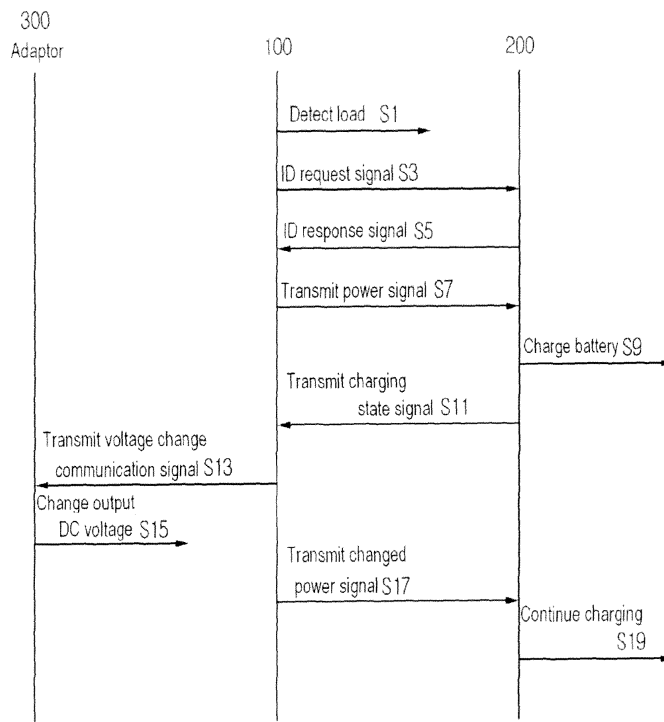 300
Adaptor
100
200
Detect load S1
ID request signal S3
ID response signal S5
Transmit power signal S7
Charge battery S9
Transmit charging
state signal S11
Transmit voltage change
communication signal S13
Change output
DC voltage S15
Transmit changed
power signal S17
Continue charging
S19